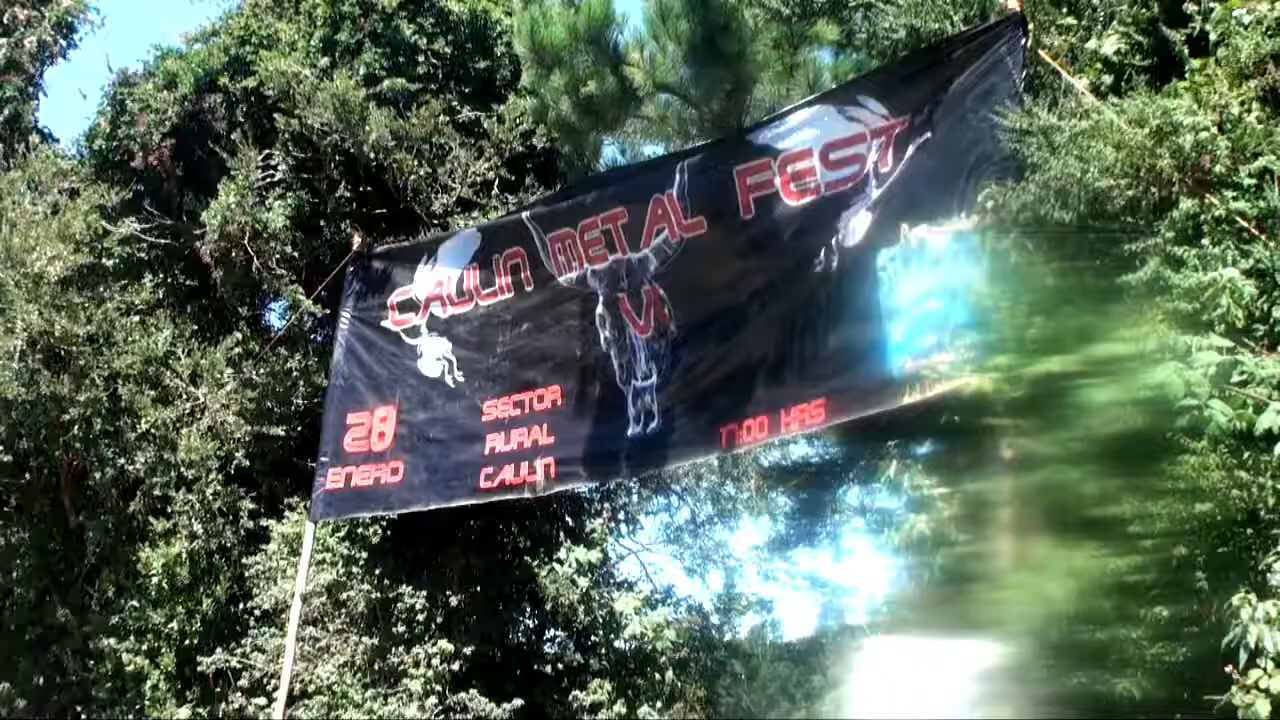 CAULIN METAL FEST
VI
28
ENERO
SECTOR
RURAL
CAULIN
17:00 HRS